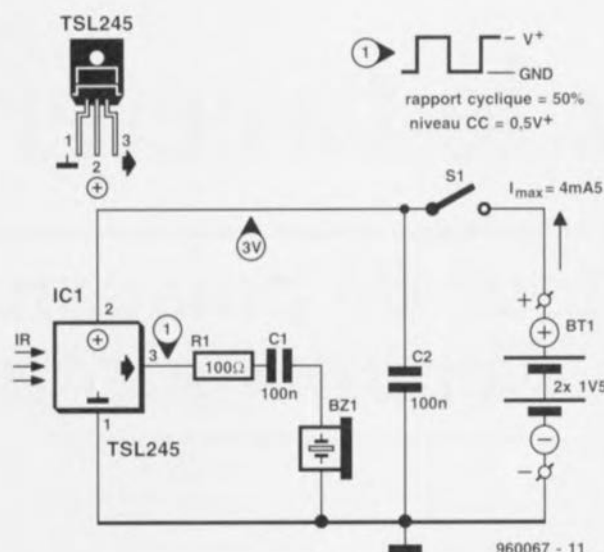 TSL245
1
2
3
1
V+
GND
rapport cyclique = 50%
niveau CC = 0,5V+
S1
Imax = 4mA5
3V
IC1
2
IR
1
3
R1
100Ω
C1
100n
C2
100n
BT1
2x 1V5
BZ1
1
TSL245
960067 - 11